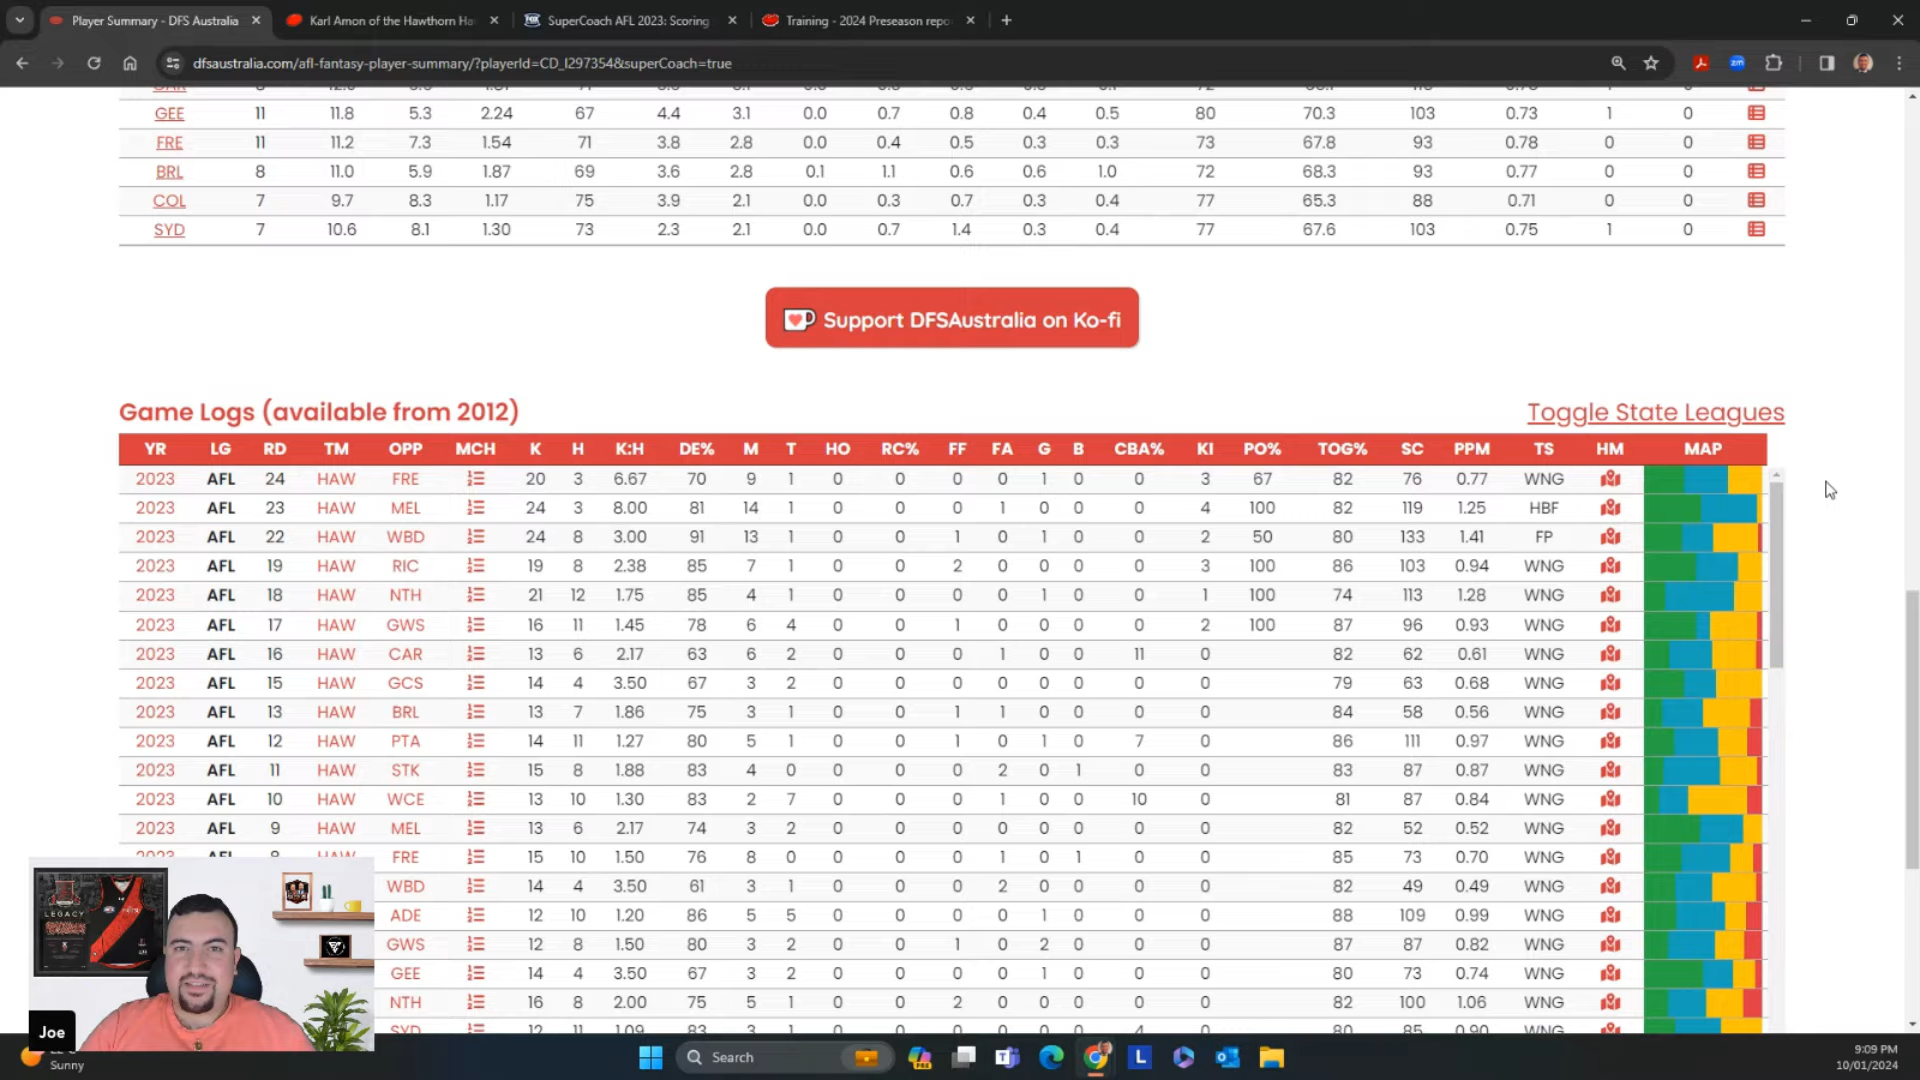 Player Summary - DFS Australia
Karl Amon of the Hawthorn Ha
SuperCoach AFL 2023: Scoring
Training - 2024 Preseason repo
dfsaustralia.com/afl-fantasy-player-summary/?playerId=CD_I297354&superCoach=true
GEE 11 11.8 5.3 2.24 67 4.4 3.1 0.0 0.7 0.8 0.4 0.5 80 70.3 103 0.73 1 0
FRE 11 11.2 7.3 1.54 71 3.8 2.8 0.0 0.4 0.5 0.3 0.3 73 67.8 93 0.78 0 0
BRL 8 11.0 5.9 1.87 69 3.6 2.8 0.1 1.1 0.6 0.6 1.0 72 68.3 93 0.77 0 0
COL 7 9.7 8.3 1.17 75 3.9 2.1 0.0 0.3 0.7 0.3 0.4 77 65.3 88 0.71 0 0
SYD 7 10.6 8.1 1.30 73 2.3 2.1 0.0 0.7 1.4 0.3 0.4 77 67.6 103 0.75 1 0
Support DFSAustralia on Ko-fi
Game Logs (available from 2012)
Toggle State Leagues
YR LG RD TM OPP MCH K H K:H DE% M T HO RC% FF FA G B CBA% KI PO% TOG% SC PPM TS HM MAP
2023 AFL 24 HAW FRE 20 3 6.67 70 9 1 0 0 0 0 1 0 0 3 67 82 76 0.77 WNG
2023 AFL 23 HAW MEL 24 3 8.00 81 14 1 0 0 0 1 0 0 0 4 100 82 119 1.25 HBF
2023 AFL 22 HAW WBD 24 8 3.00 91 13 1 0 0 1 0 1 0 0 2 50 80 133 1.41 FP
2023 AFL 19 HAW RIC 19 8 2.38 85 7 1 0 0 2 0 0 0 0 3 100 86 103 0.94 WNG
2023 AFL 18 HAW NTH 21 12 1.75 85 4 1 0 0 0 0 1 0 0 1 100 74 113 1.28 WNG
2023 AFL 17 HAW GWS 16 11 1.45 78 6 4 0 0 1 0 0 0 0 2 100 87 96 0.93 WNG
2023 AFL 16 HAW CAR 13 6 2.17 63 6 2 0 0 0 1 0 0 11 0 82 62 0.61 WNG
2023 AFL 15 HAW GCS 14 4 3.50 67 3 2 0 0 0 0 0 0 0 0 79 63 0.68 WNG
2023 AFL 13 HAW BRL 13 7 1.86 75 3 1 0 0 1 1 0 0 0 0 84 58 0.56 WNG
2023 AFL 12 HAW PTA 14 11 1.27 80 5 1 0 0 1 0 1 0 7 0 86 111 0.97 WNG
2023 AFL 11 HAW STK 15 8 1.88 83 4 0 0 0 0 2 0 1 0 0 83 87 0.87 WNG
2023 AFL 10 HAW WCE 13 10 1.30 83 2 7 0 0 0 1 0 0 10 0 81 87 0.84 WNG
2023 AFL 9 HAW MEL 13 6 2.17 74 3 2 0 0 0 0 0 0 0 0 82 52 0.52 WNG
2023 AFL 8 HAW FRE 15 10 1.50 76 8 0 0 0 0 1 0 1 0 0 85 73 0.70 WNG
WBD 14 4 3.50 61 3 1 0 0 0 2 0 0 0 0 82 49 0.49 WNG
ADE 12 10 1.20 86 5 5 0 0 0 0 1 0 0 0 88 109 0.99 WNG
GWS 12 8 1.50 80 3 2 0 0 1 0 2 0 0 0 87 87 0.82 WNG
GEE 14 4 3.50 67 3 2 0 0 0 0 1 0 0 0 80 73 0.74 WNG
NTH 16 8 2.00 75 5 1 0 0 2 0 0 0 0 0 82 100 1.06 WNG
SYD 12 11 1.09 83 3 1 0 0 0 0 0 0 4 0 80 85 0.90 WNG
LEGACY
Joe
Sunny
Search
9:09 PM
10/01/2024